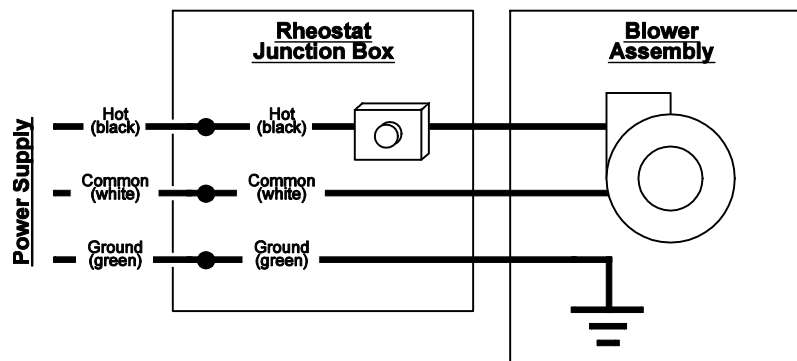 Rheostat
Junction Box
Blower
Assembly
Power Supply
Hot
(black)
Hot
(black)
Common
(white)
Common
(white)
Ground
(green)
Ground
(green)